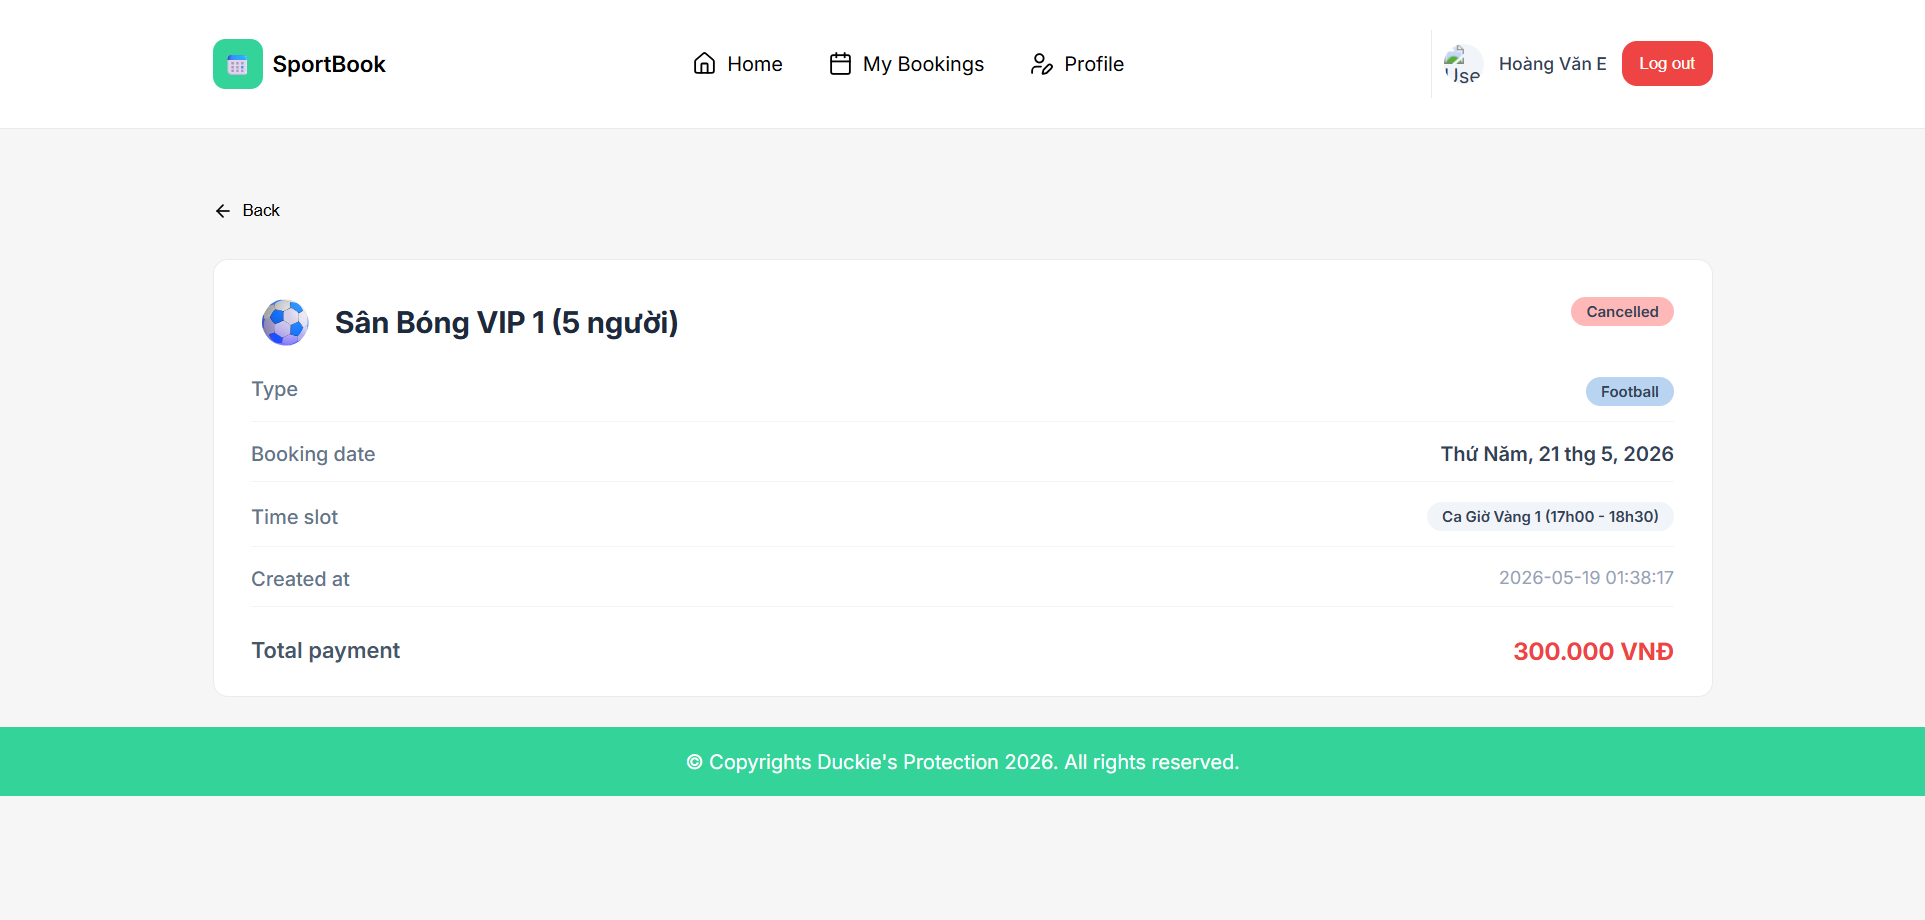 SportBook
Home
My Bookings
Profile
Use
Hoàng Văn E
Log out
Back
Sân Bóng VIP 1 (5 người)
Cancelled
Type
Football
Booking date
Thứ Năm, 21 thg 5, 2026
Time slot
Ca Giờ Vàng 1 (17h00 - 18h30)
Created at
2026-05-19 01:38:17
Total payment
300.000 VNĐ
© Copyrights Duckie's Protection 2026. All rights reserved.